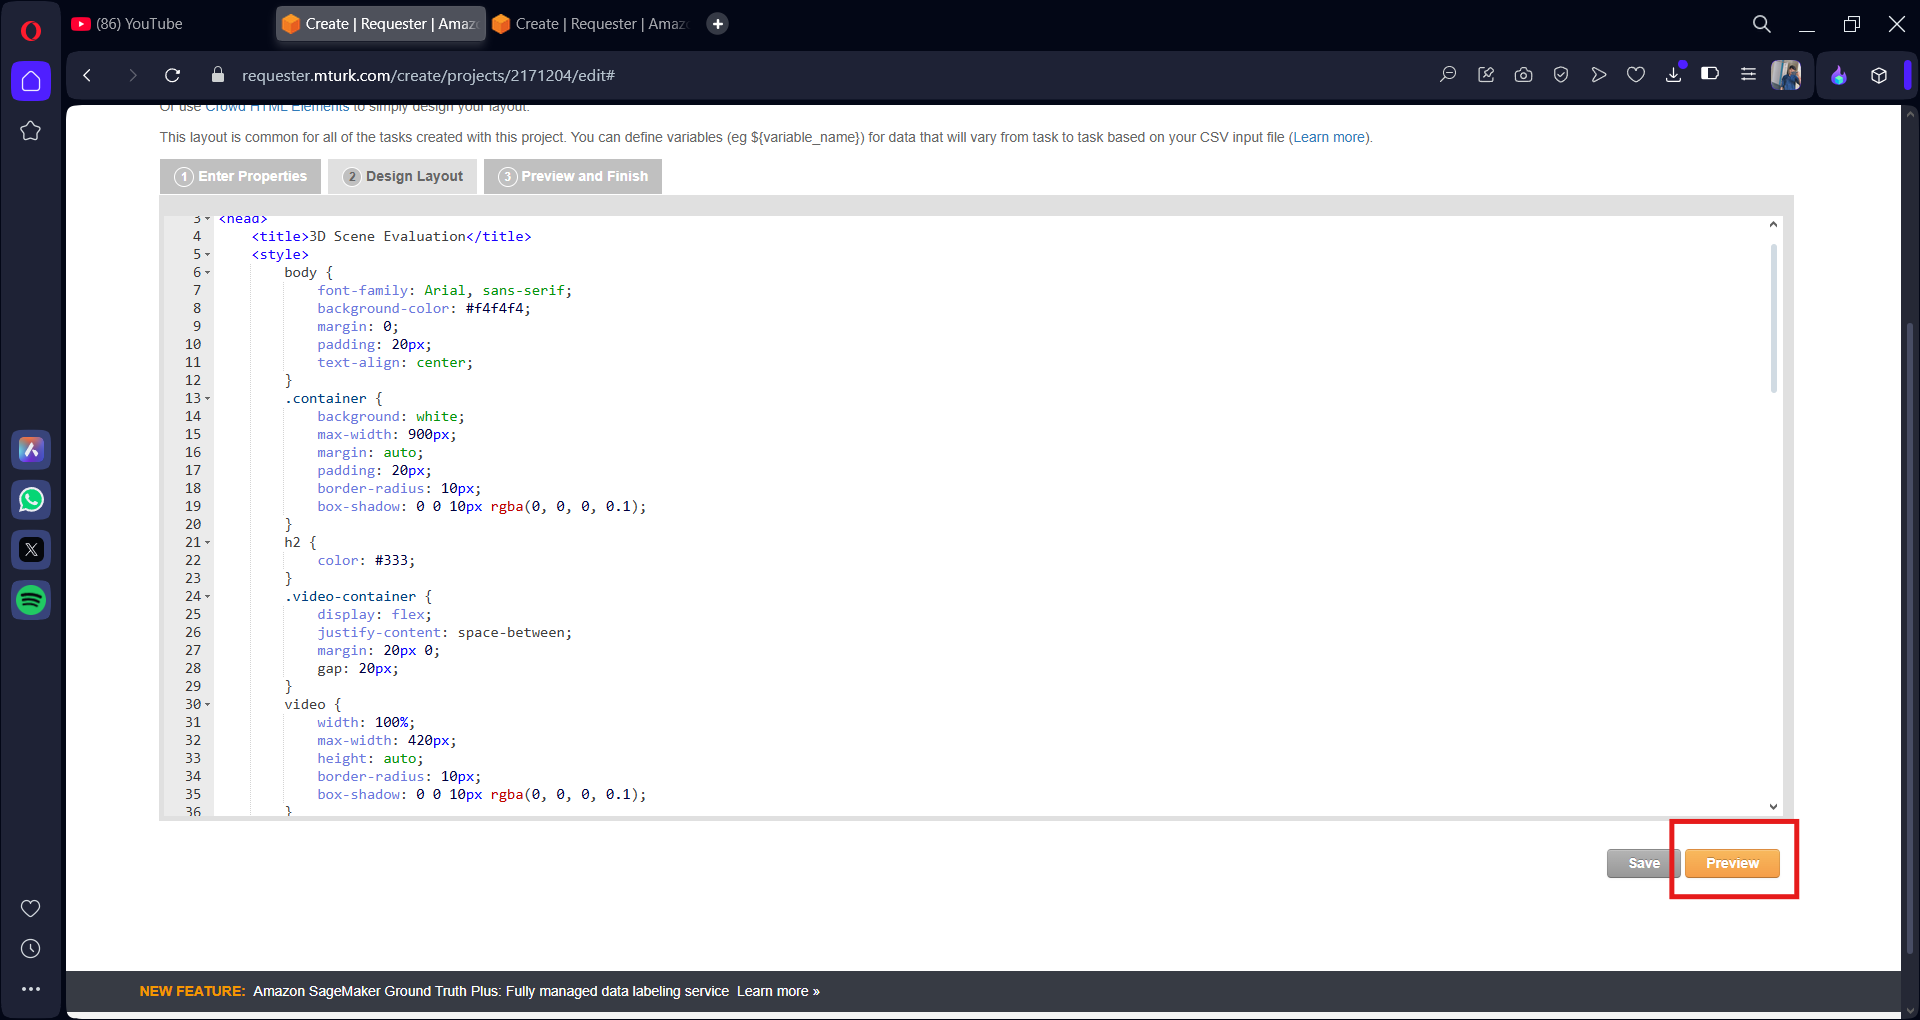 (86) YouTube
Create | Requester | Amaz
Create | Requester | Amaz
requester.mturk.com/create/projects/2171204/edit#
Or use Crowd HTML Elements to simply design your layout.
This layout is common for all of the tasks created with this project. You can define variables (eg ${variable_name}) for data that will vary from task to task based on your CSV input file (Learn more).
1 Enter Properties
2 Design Layout
3 Preview and Finish
3 <head>
4 <title>3D Scene Evaluation</title>
5 <style>
6 body {
7 font-family: Arial, sans-serif;
8 background-color: #f4f4f4;
9 margin: 0;
10 padding: 20px;
11 text-align: center;
12 }
13 .container {
14 background: white;
15 max-width: 900px;
16 margin: auto;
17 padding: 20px;
18 border-radius: 10px;
19 box-shadow: 0 0 10px rgba(0, 0, 0, 0.1);
20 }
21 h2 {
22 color: #333;
23 }
24 .video-container {
25 display: flex;
26 justify-content: space-between;
27 margin: 20px 0;
28 gap: 20px;
29 }
30 video {
31 width: 100%;
32 max-width: 420px;
33 height: auto;
34 border-radius: 10px;
35 box-shadow: 0 0 10px rgba(0, 0, 0, 0.1);
36 }
Save
Preview
NEW FEATURE: Amazon SageMaker Ground Truth Plus: Fully managed data labeling service Learn more »